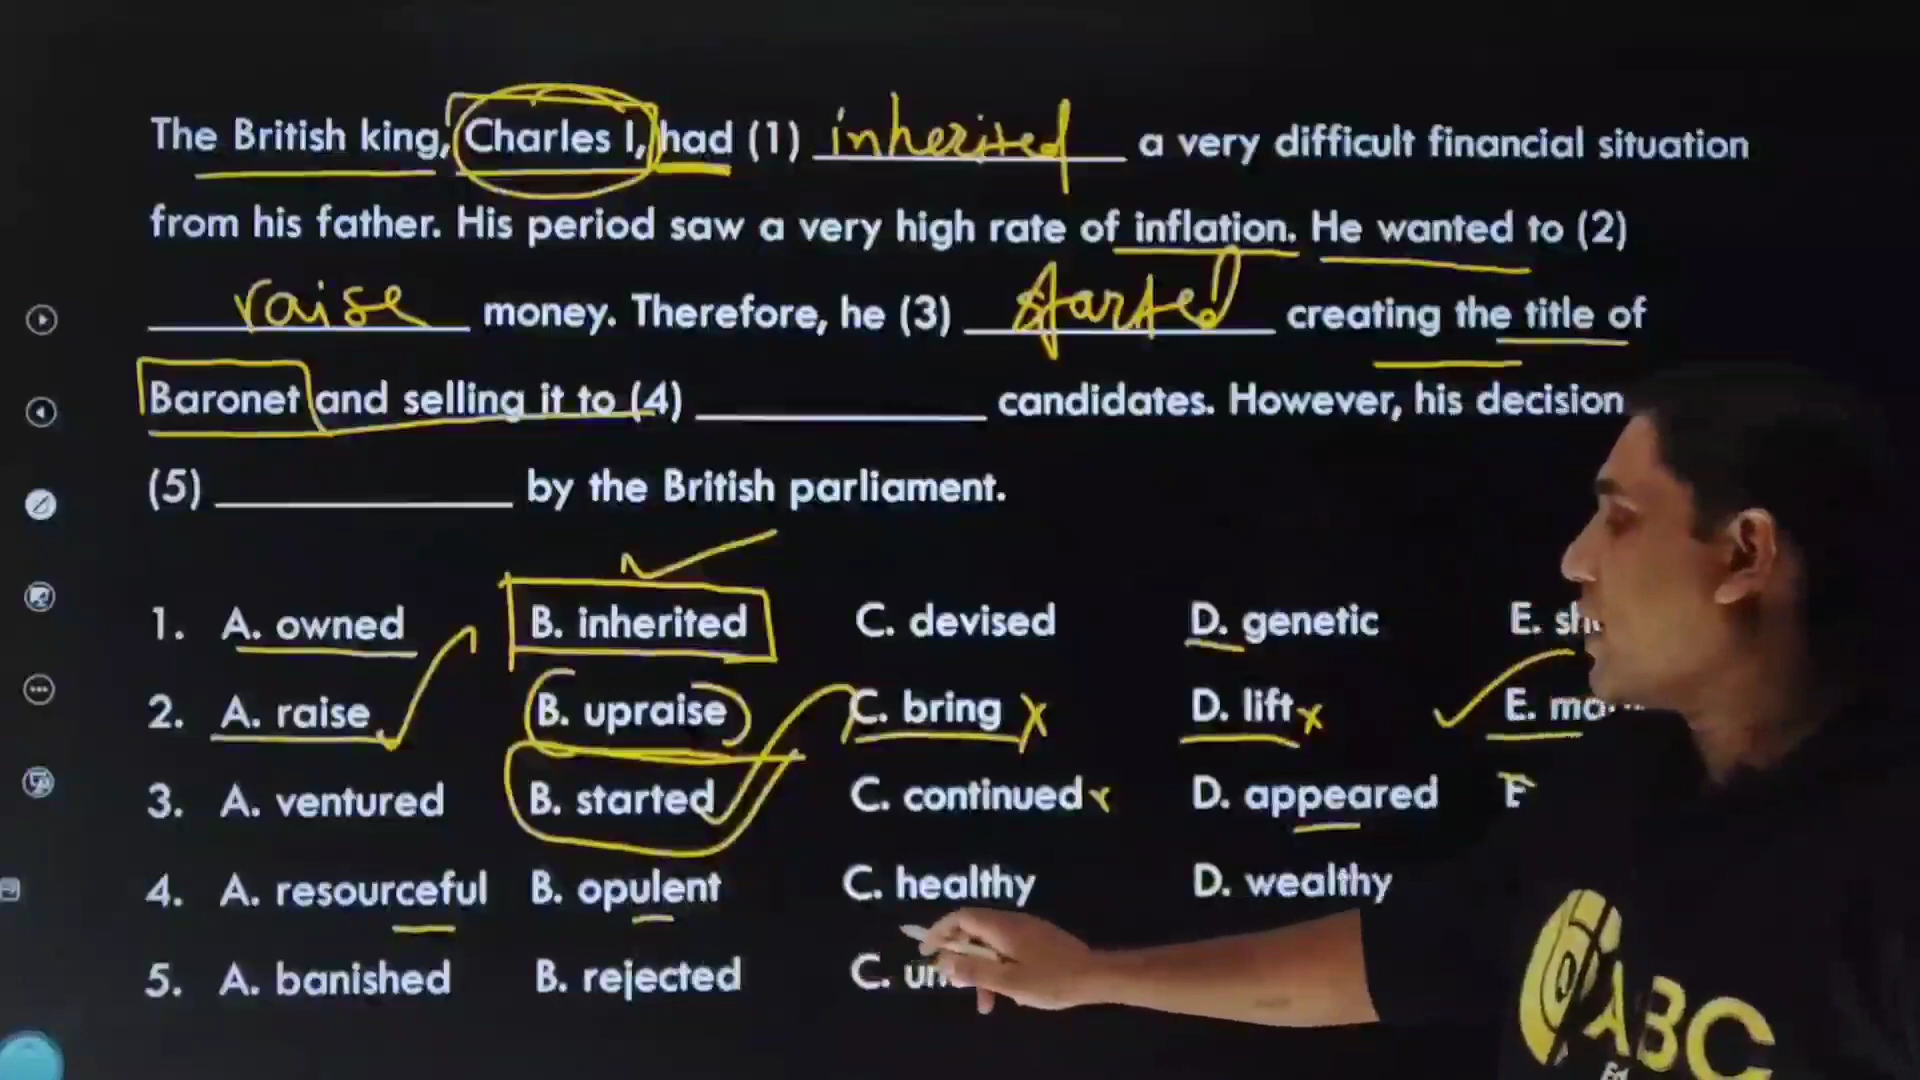 The British king, Charles I, had (1) inherited a very difficult financial situation
from his father. His period saw a very high rate of inflation. He wanted to (2)
raise money. Therefore, he (3) started creating the title of
Baronet and selling it to (4) ____________ candidates. However, his decision
(5) ____________ by the British parliament.
1. A. owned B. inherited C. devised D. genetic E.
2. A. raise B. upraise C. bring X D. lift x E.
3. A. ventured B. started C. continued x D. appeared
4. A. resourceful B. opulent C. healthy D. wealthy
5. A. banished B. rejected C.
ABC